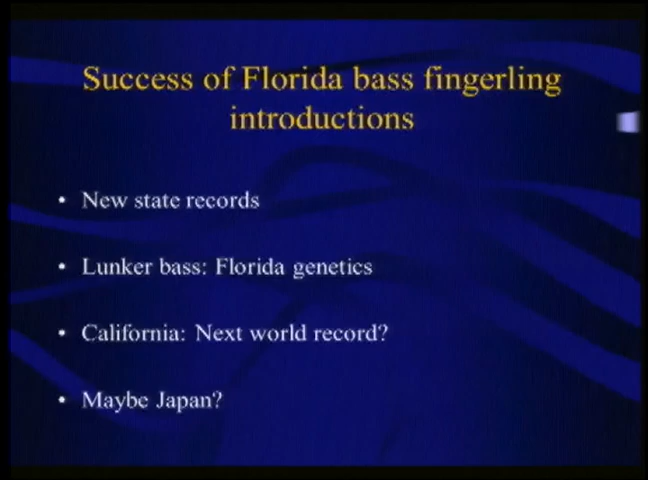 Success of Florida bass fingerling
introductions
• New state records
• Lunker bass: Florida genetics
• California: Next world record?
• Maybe Japan?